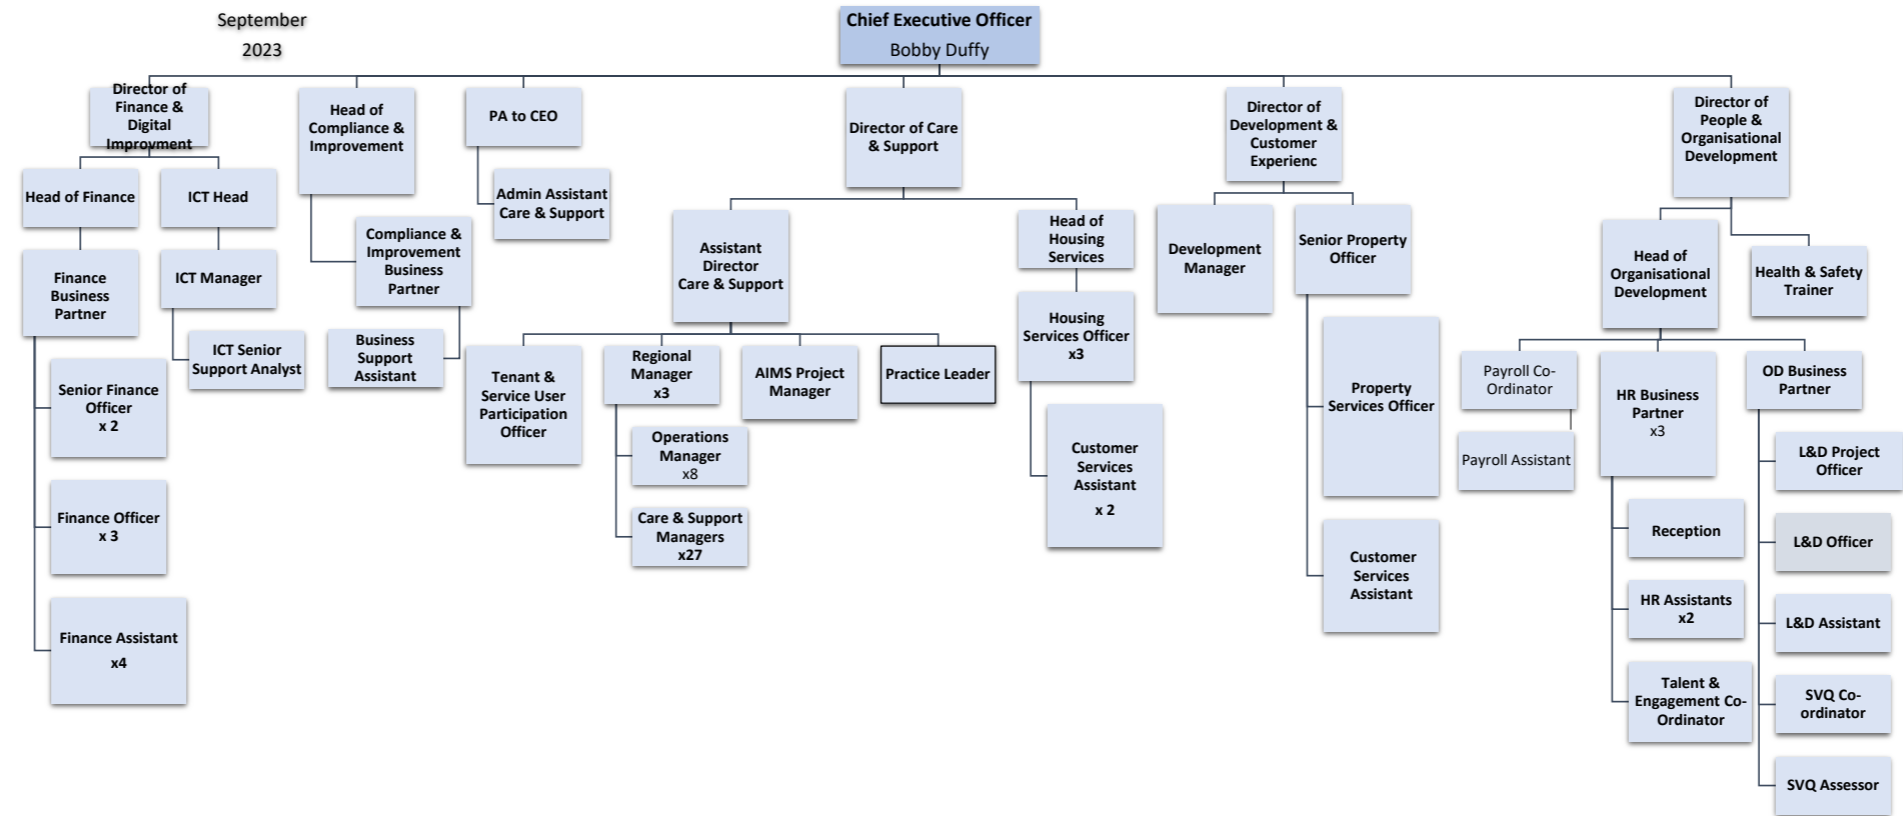 September
2023
Chief Executive Officer
Bobby Duffy
Director of
Finance &
Digital
Improvment
Head of Finance
Finance
Business
Partner
Senior Finance
Officer
x 2
Finance Officer
x 3
Finance Assistant
x4
ICT Head
ICT Manager
ICT Senior
Support Analyst
Head of
Compliance &
Improvement
Compliance &
Improvement
Business
Partner
Business
Support
Assistant
PA to CEO
Admin Assistant
Care & Support
Director of Care
& Support
Assistant
Director
Care & Support
Tenant &
Service User
Participation
Officer
Regional
Manager
x3
Operations
Manager
x8
Care & Support
Managers
x27
AIMS Project
Manager
Practice Leader
Head of
Housing
Services
Housing
Services Officer
x3
Customer
Services
Assistant
x 2
Director of
Development &
Customer
Experienc
Development
Manager
Senior Property
Officer
Property
Services Officer
Customer
Services
Assistant
Director of
People &
Organisational
Development
Head of
Organisational
Development
Health & Safety
Trainer
Payroll Co-
Ordinator
Payroll Assistant
HR Business
Partner
x3
Reception
HR Assistants
x2
Talent &
Engagement Co-
Ordinator
OD Business
Partner
L&D Project
Officer
L&D Officer
L&D Assistant
SVQ Co-
ordinator
SVQ Assessor